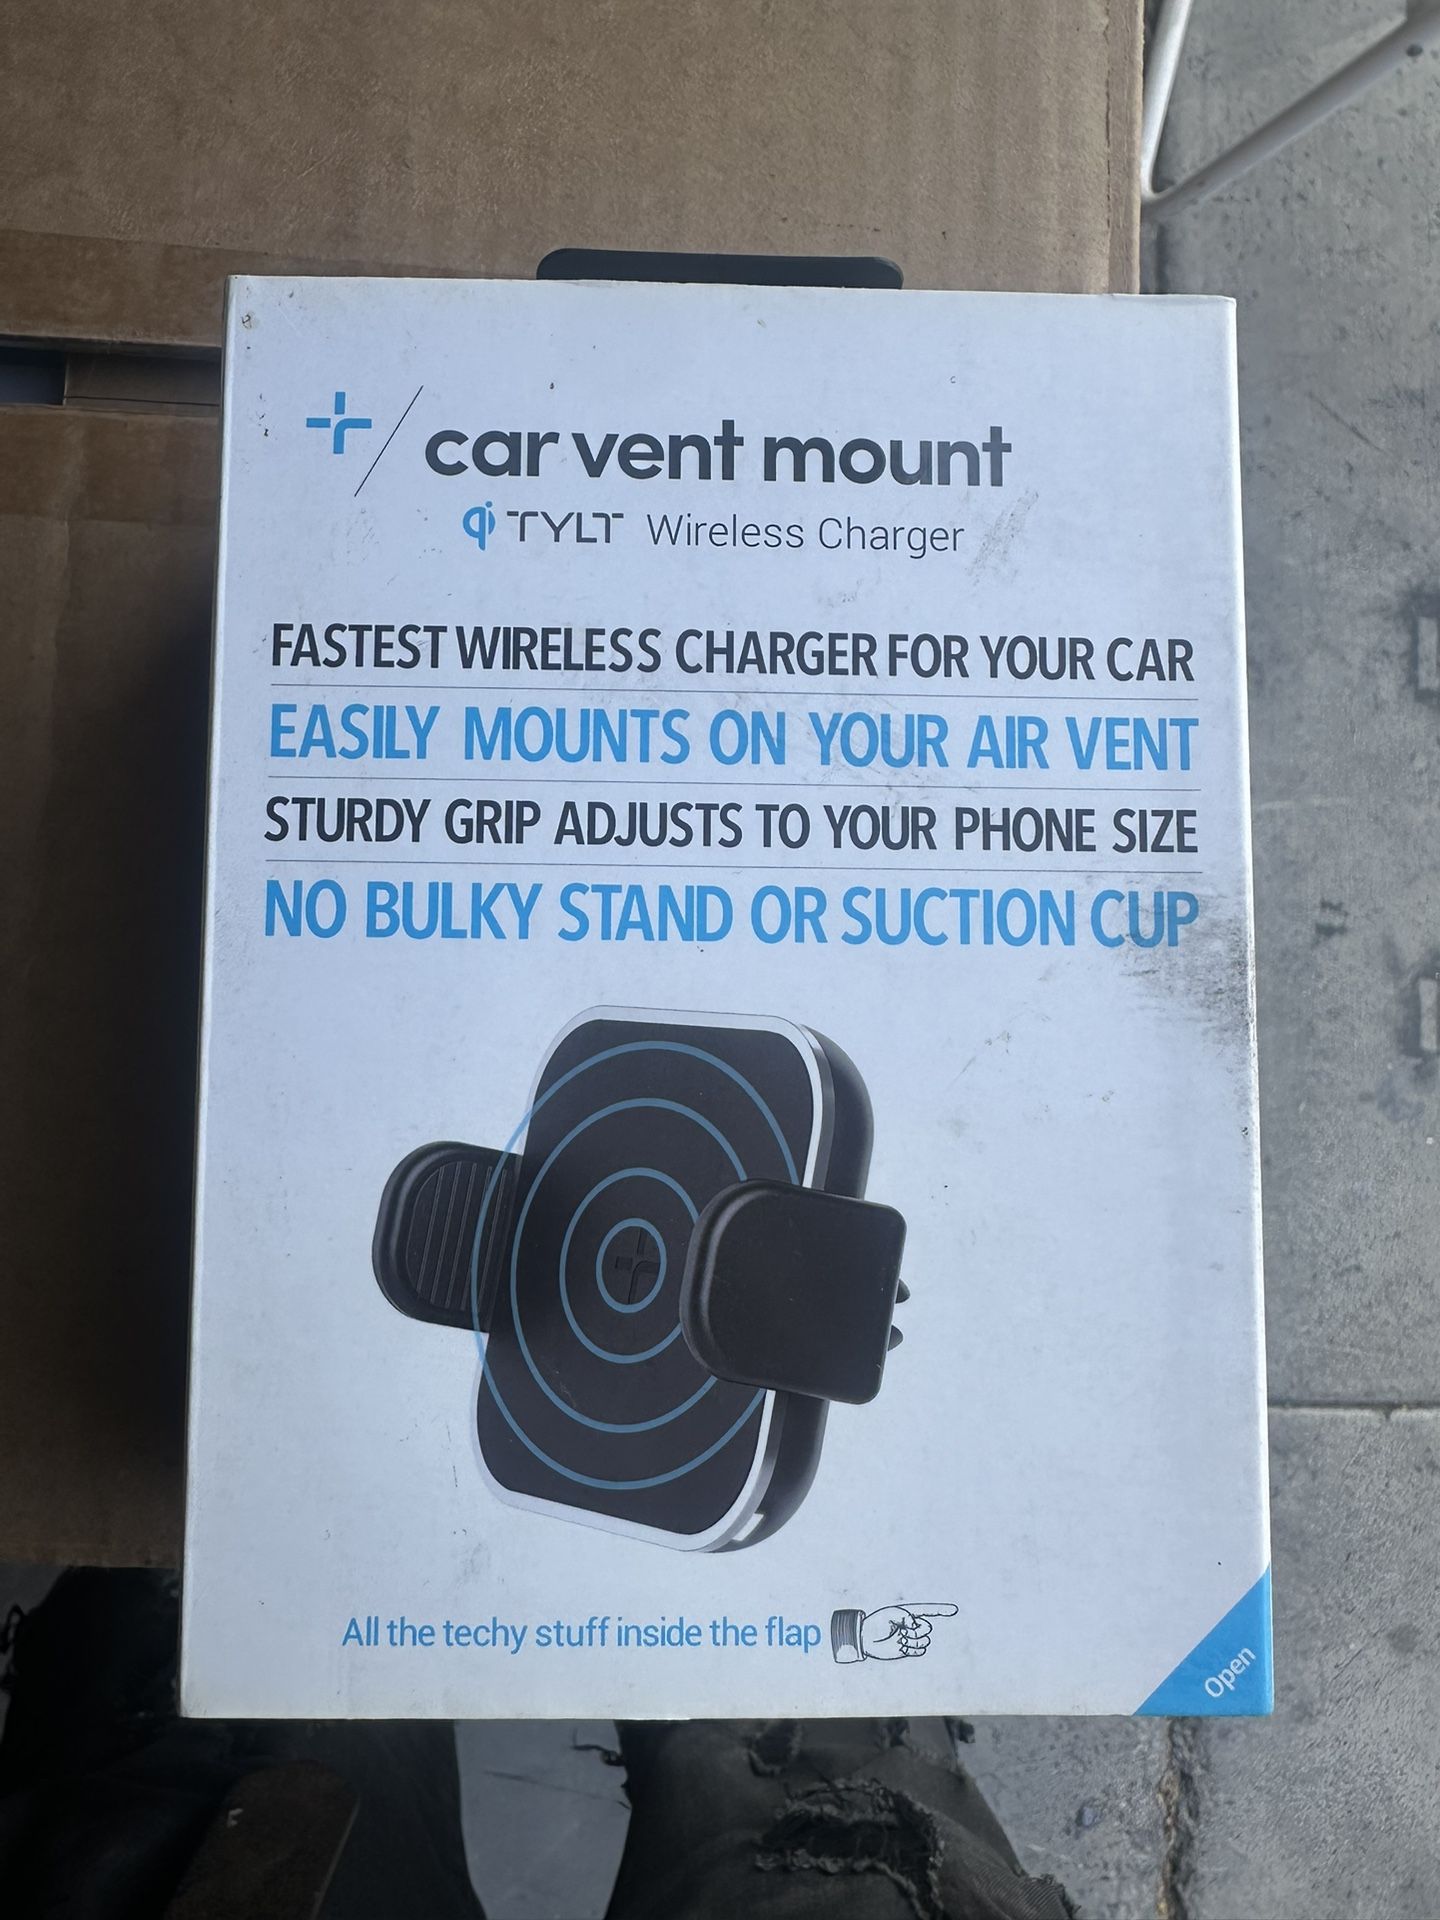 car vent mount
qi TYLT Wireless Charger
FASTEST WIRELESS CHARGER FOR YOUR CAR
EASILY MOUNTS ON YOUR AIR VENT
STURDY GRIP ADJUSTS TO YOUR PHONE SIZE
NO BULKY STAND OR SUCTION CUP
All the techy stuff inside the flap
Open